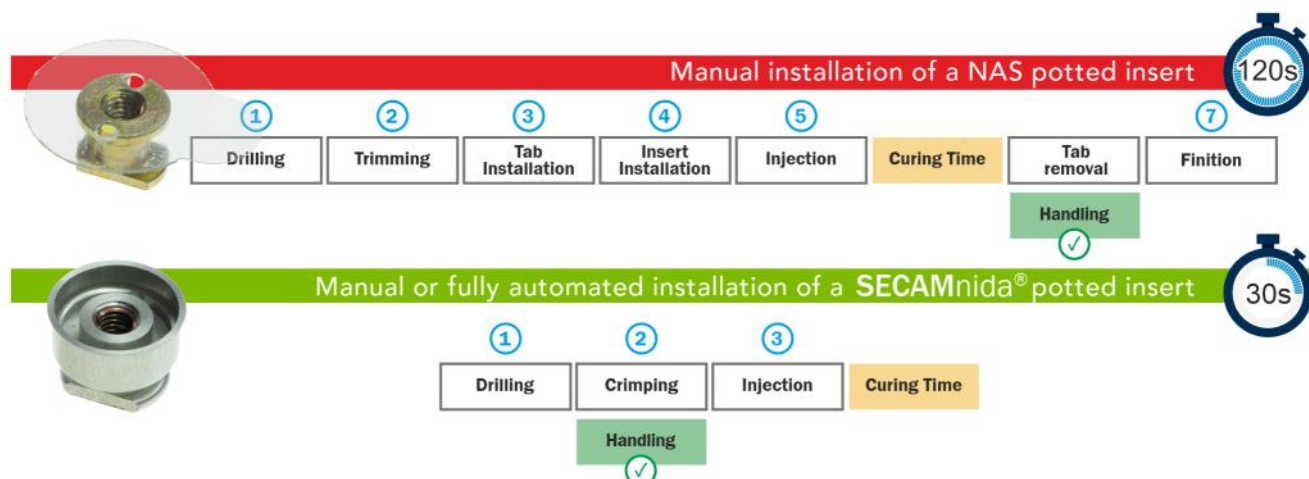 Manual installation of a NAS potted insert
120s
1
2
3
4
5
7
Drilling
Trimming
Tab
Installation
Insert
Installation
Injection
Curing Time
Tab
removal
Finition
Handling
Manual or fully automated installation of a SECAMnida® potted insert
30s
1
2
3
Drilling
Crimping
Injection
Curing Time
Handling